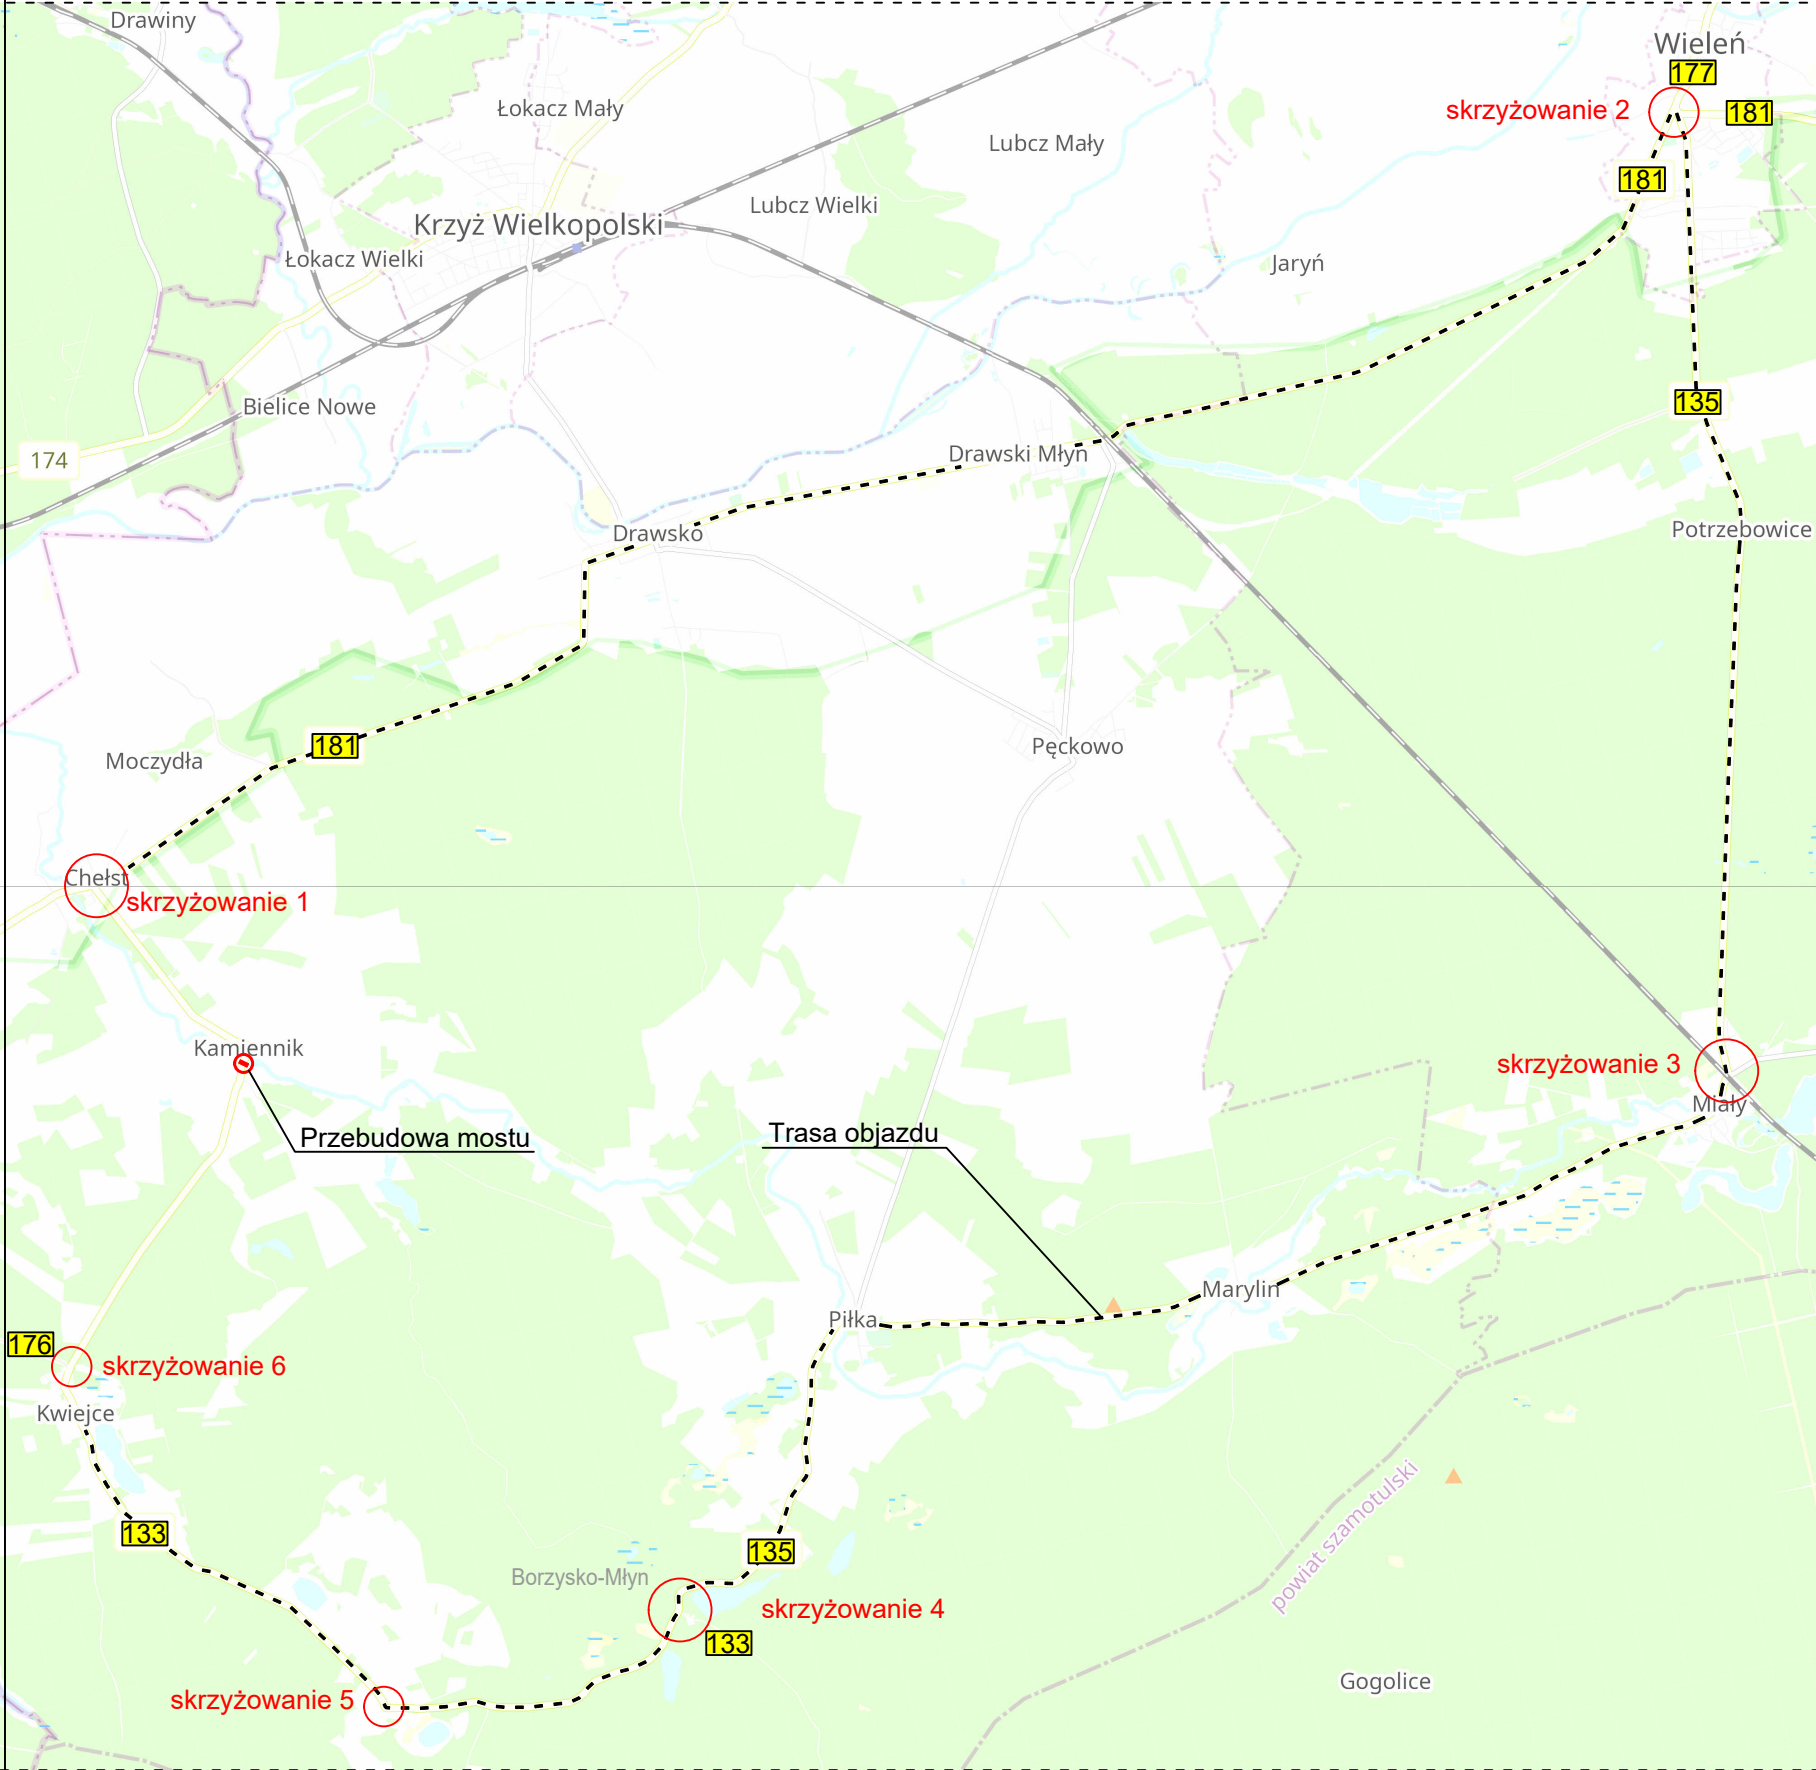 Drawiny
Wieleń
177
Łokacz Mały
skrzyżowanie 2
181
Lubcz Mały
181
Lubcz Wielki
Krzyż Wielkopolski
Łokacz Wielki
Jaryń
135
Bielice Nowe
174
Drawski Młyn
Drawsko
Potrzebowice
181
Pęckowo
Moczydła
Chełst
skrzyżowanie 1
Kamiennik
skrzyżowanie 3
Miały
Przebudowa mostu
Trasa objazdu
Marylin
Piłka
176
skrzyżowanie 6
Kwiejce
powiat szamotulski
133
135
Borzysko-Młyn
skrzyżowanie 4
133
Gogolice
skrzyżowanie 5